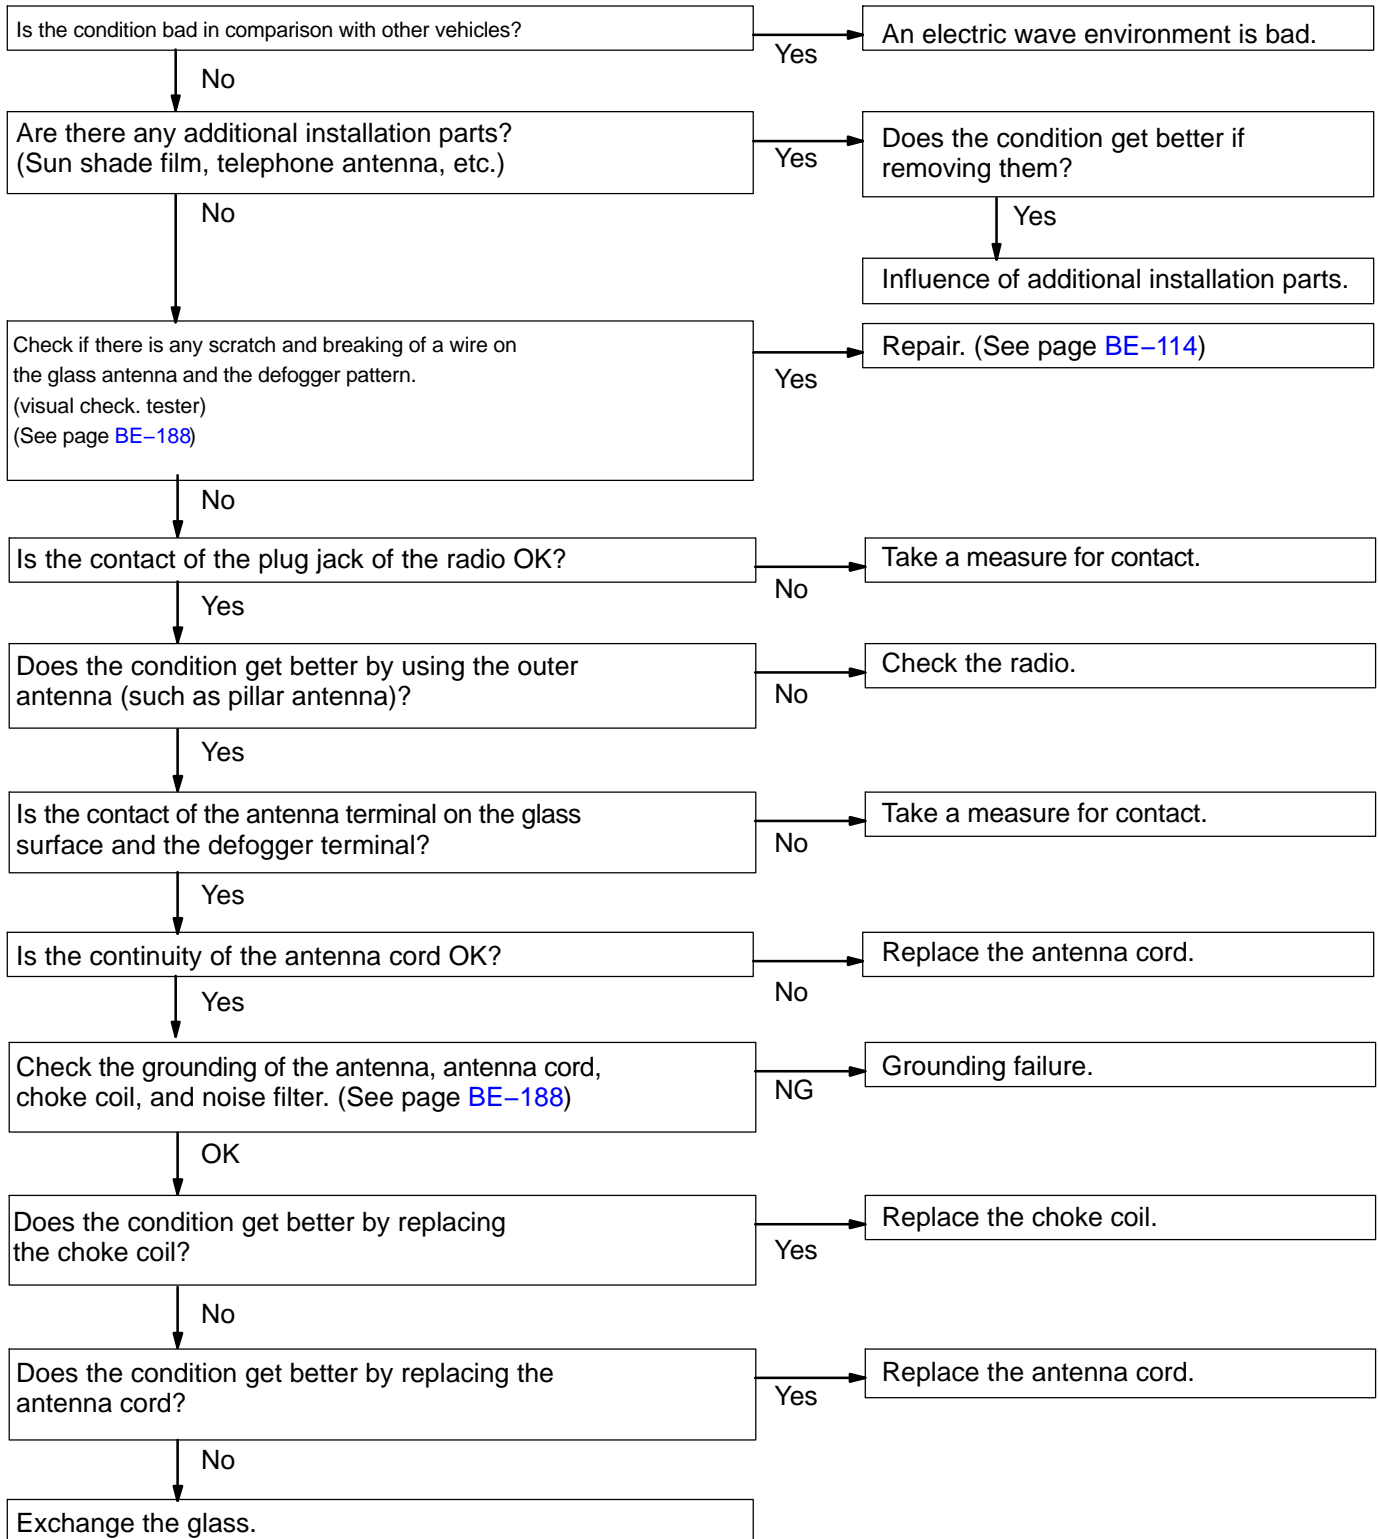 Is the condition bad in comparison with other vehicles?
Yes
An electric wave environment is bad.
No
Are there any additional installation parts?
(Sun shade film, telephone antenna, etc.)
Yes
Does the condition get better if
removing them?
Yes
Influence of additional installation parts.
No
Check if there is any scratch and breaking of a wire on
the glass antenna and the defogger pattern.
(visual check. tester)
(See page BE−188)
Yes
Repair. (See page BE−114)
No
Is the contact of the plug jack of the radio OK?
No
Take a measure for contact.
Yes
Does the condition get better by using the outer
antenna (such as pillar antenna)?
No
Check the radio.
Yes
Is the contact of the antenna terminal on the glass
surface and the defogger terminal?
No
Take a measure for contact.
Yes
Is the continuity of the antenna cord OK?
No
Replace the antenna cord.
Yes
Check the grounding of the antenna, antenna cord,
choke coil, and noise filter. (See page BE−188)
NG
Grounding failure.
OK
Does the condition get better by replacing
the choke coil?
Yes
Replace the choke coil.
No
Does the condition get better by replacing the
antenna cord?
Yes
Replace the antenna cord.
No
Exchange the glass.